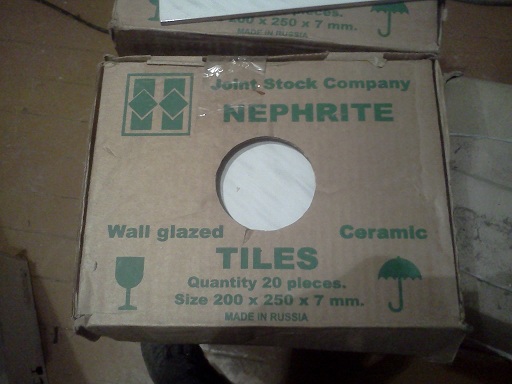 200 x 250 x 7 mm.
MADE IN RUSSIA
Joint Stock Company
NEPHRITE
Wall glazed Ceramic
TILES
Quantity 20 pieces.
Size 200 x 250 x 7 mm.
MADE IN RUSSIA